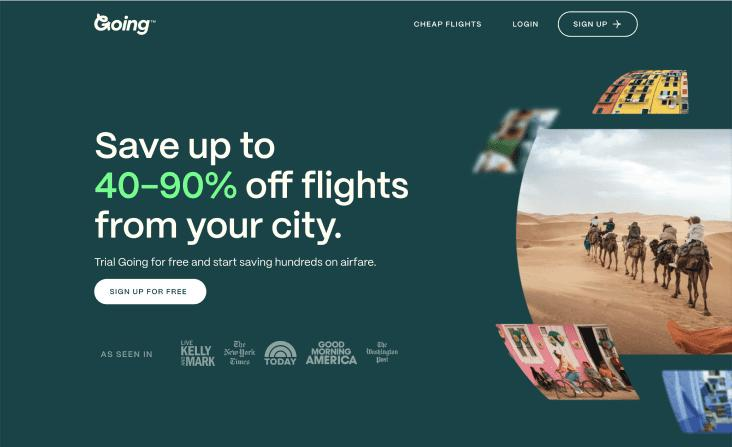 Going™
CHEAP FLIGHTS
LOGIN
SIGN UP →
Save up to
40–90% off flights
from your city.
Trial Going for free and start saving hundreds on airfare.
SIGN UP FOR FREE
AS SEEN IN
LIVE
KELLY
AND MARK
The
New York
Times
TODAY
GOOD
MORNING
AMERICA
The
Washington
Post